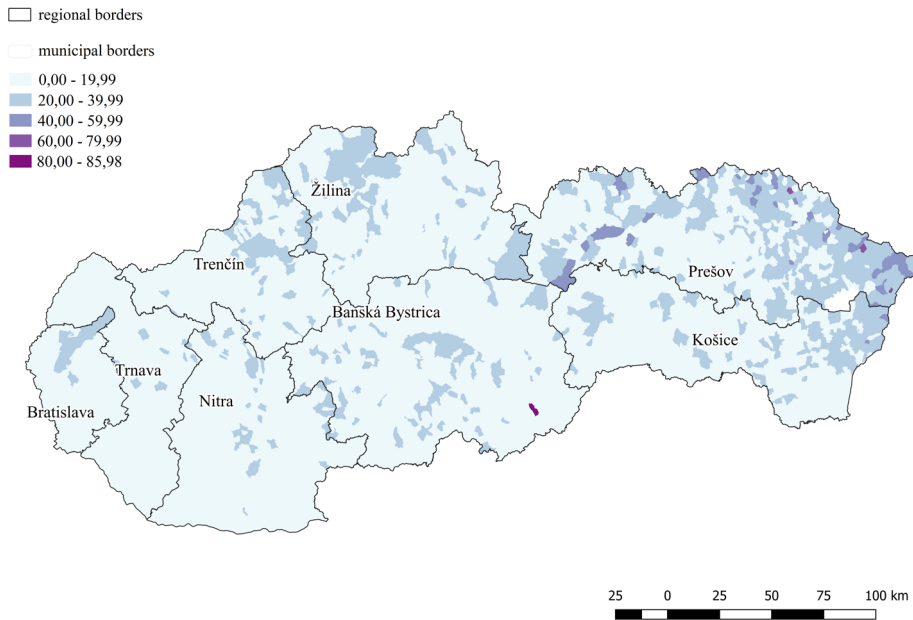 regional borders
municipal borders
0,00 - 19,99
20,00 - 39,99
40,00 - 59,99
60,00 - 79,99
80,00 - 85,98
Žilina
Trenčín
Prešov
Banská Bystrica
Košice
Trnava
Nitra
Bratislava
25 0 25 50 75 100 km